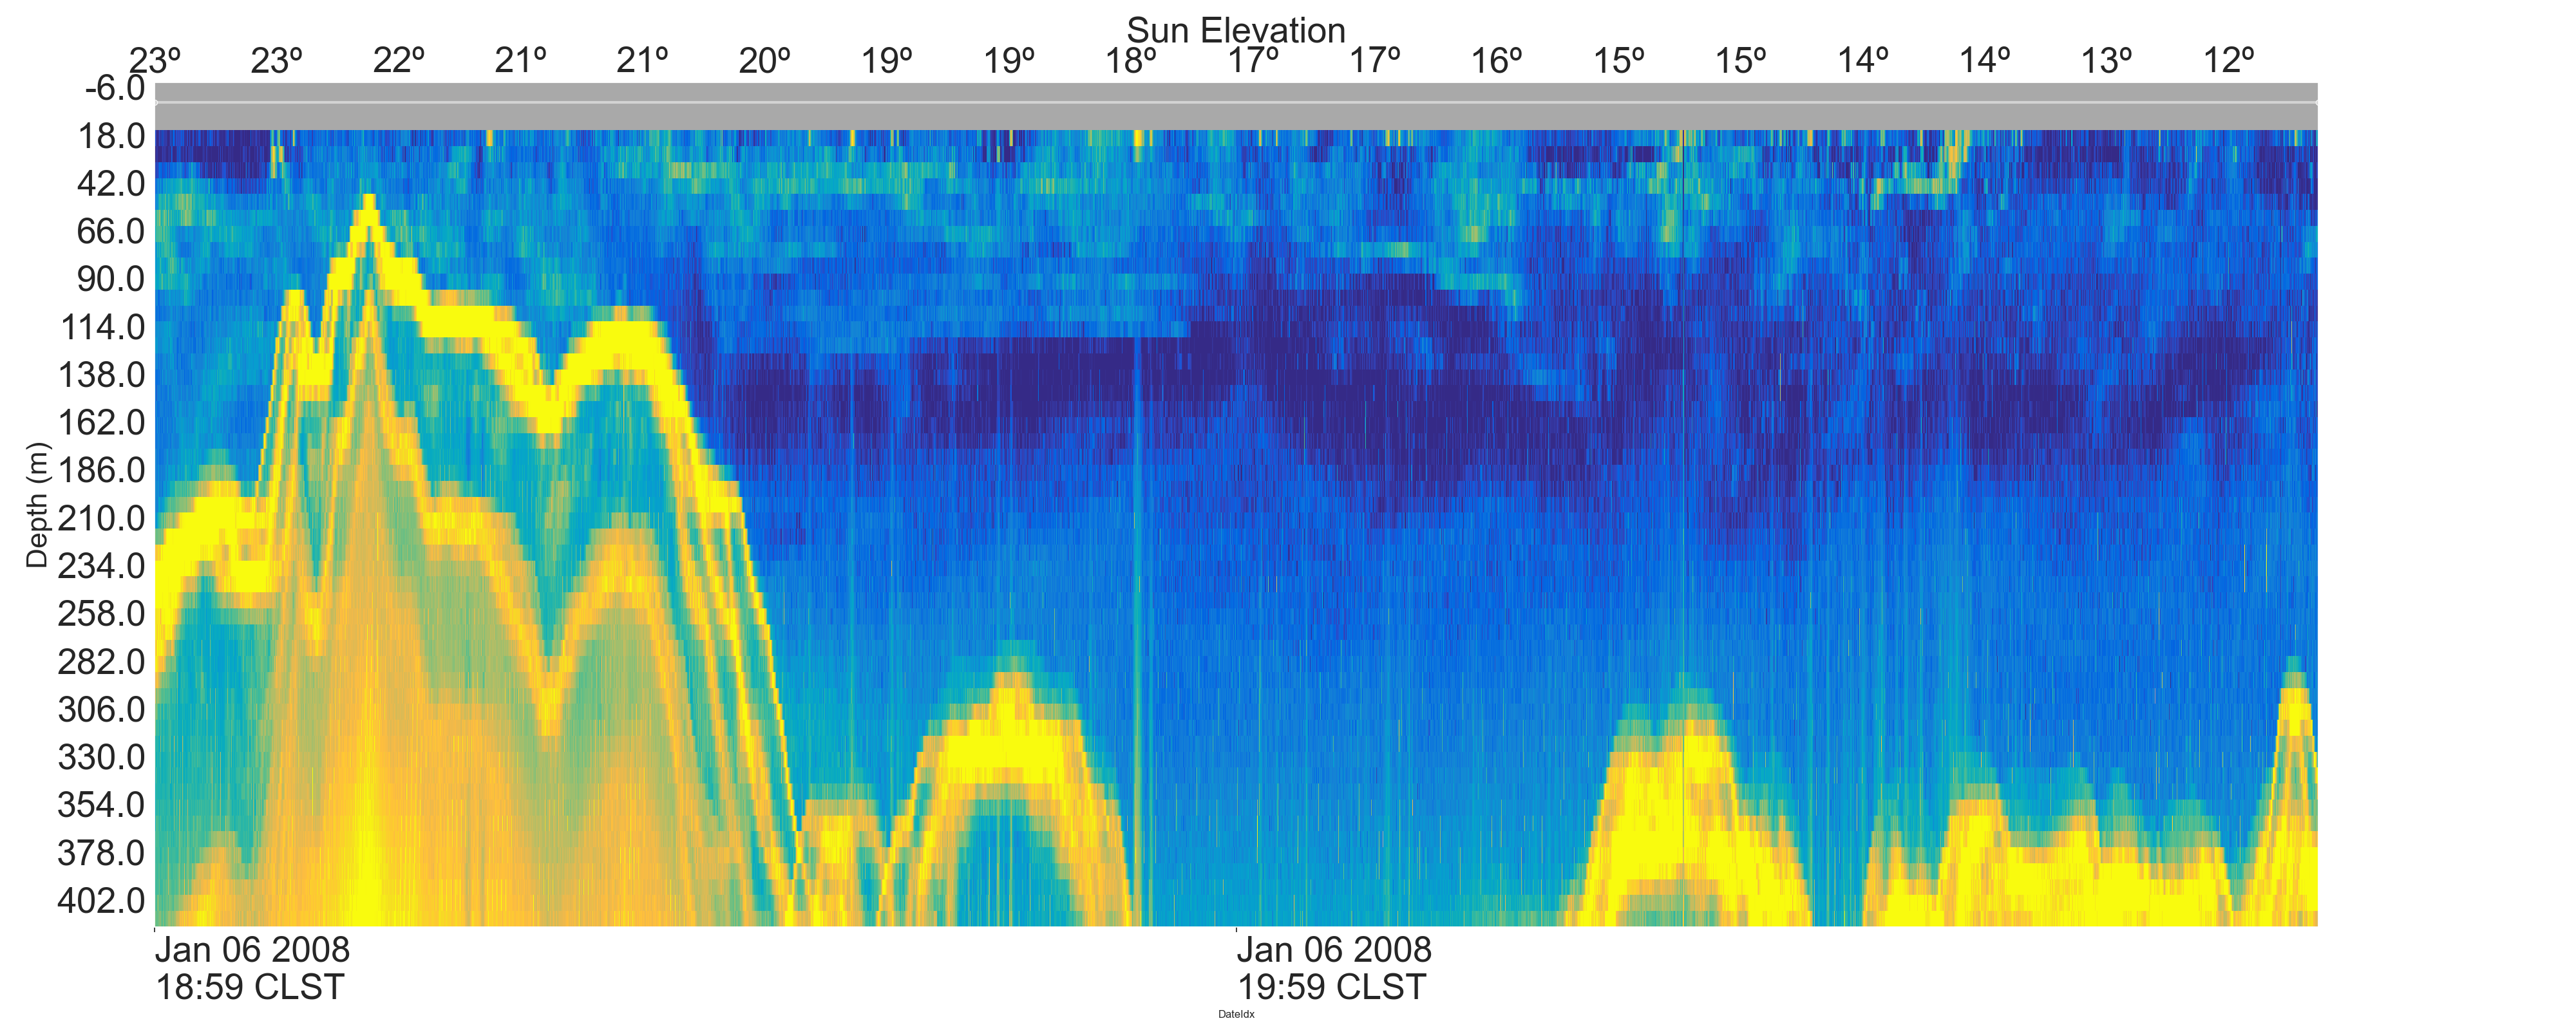 Sun Elevation
23º 23º 22º 21º 21º 20º 19º 19º 18º 17º 17º 16º 15º 15º 14º 14º 13º 12º
-6.0
18.0
42.0
66.0
90.0
114.0
138.0
162.0
186.0
210.0
234.0
258.0
282.0
306.0
330.0
354.0
378.0
402.0
Depth (m)
Jan 06 2008
18:59 CLST
Jan 06 2008
19:59 CLST
DateIdx